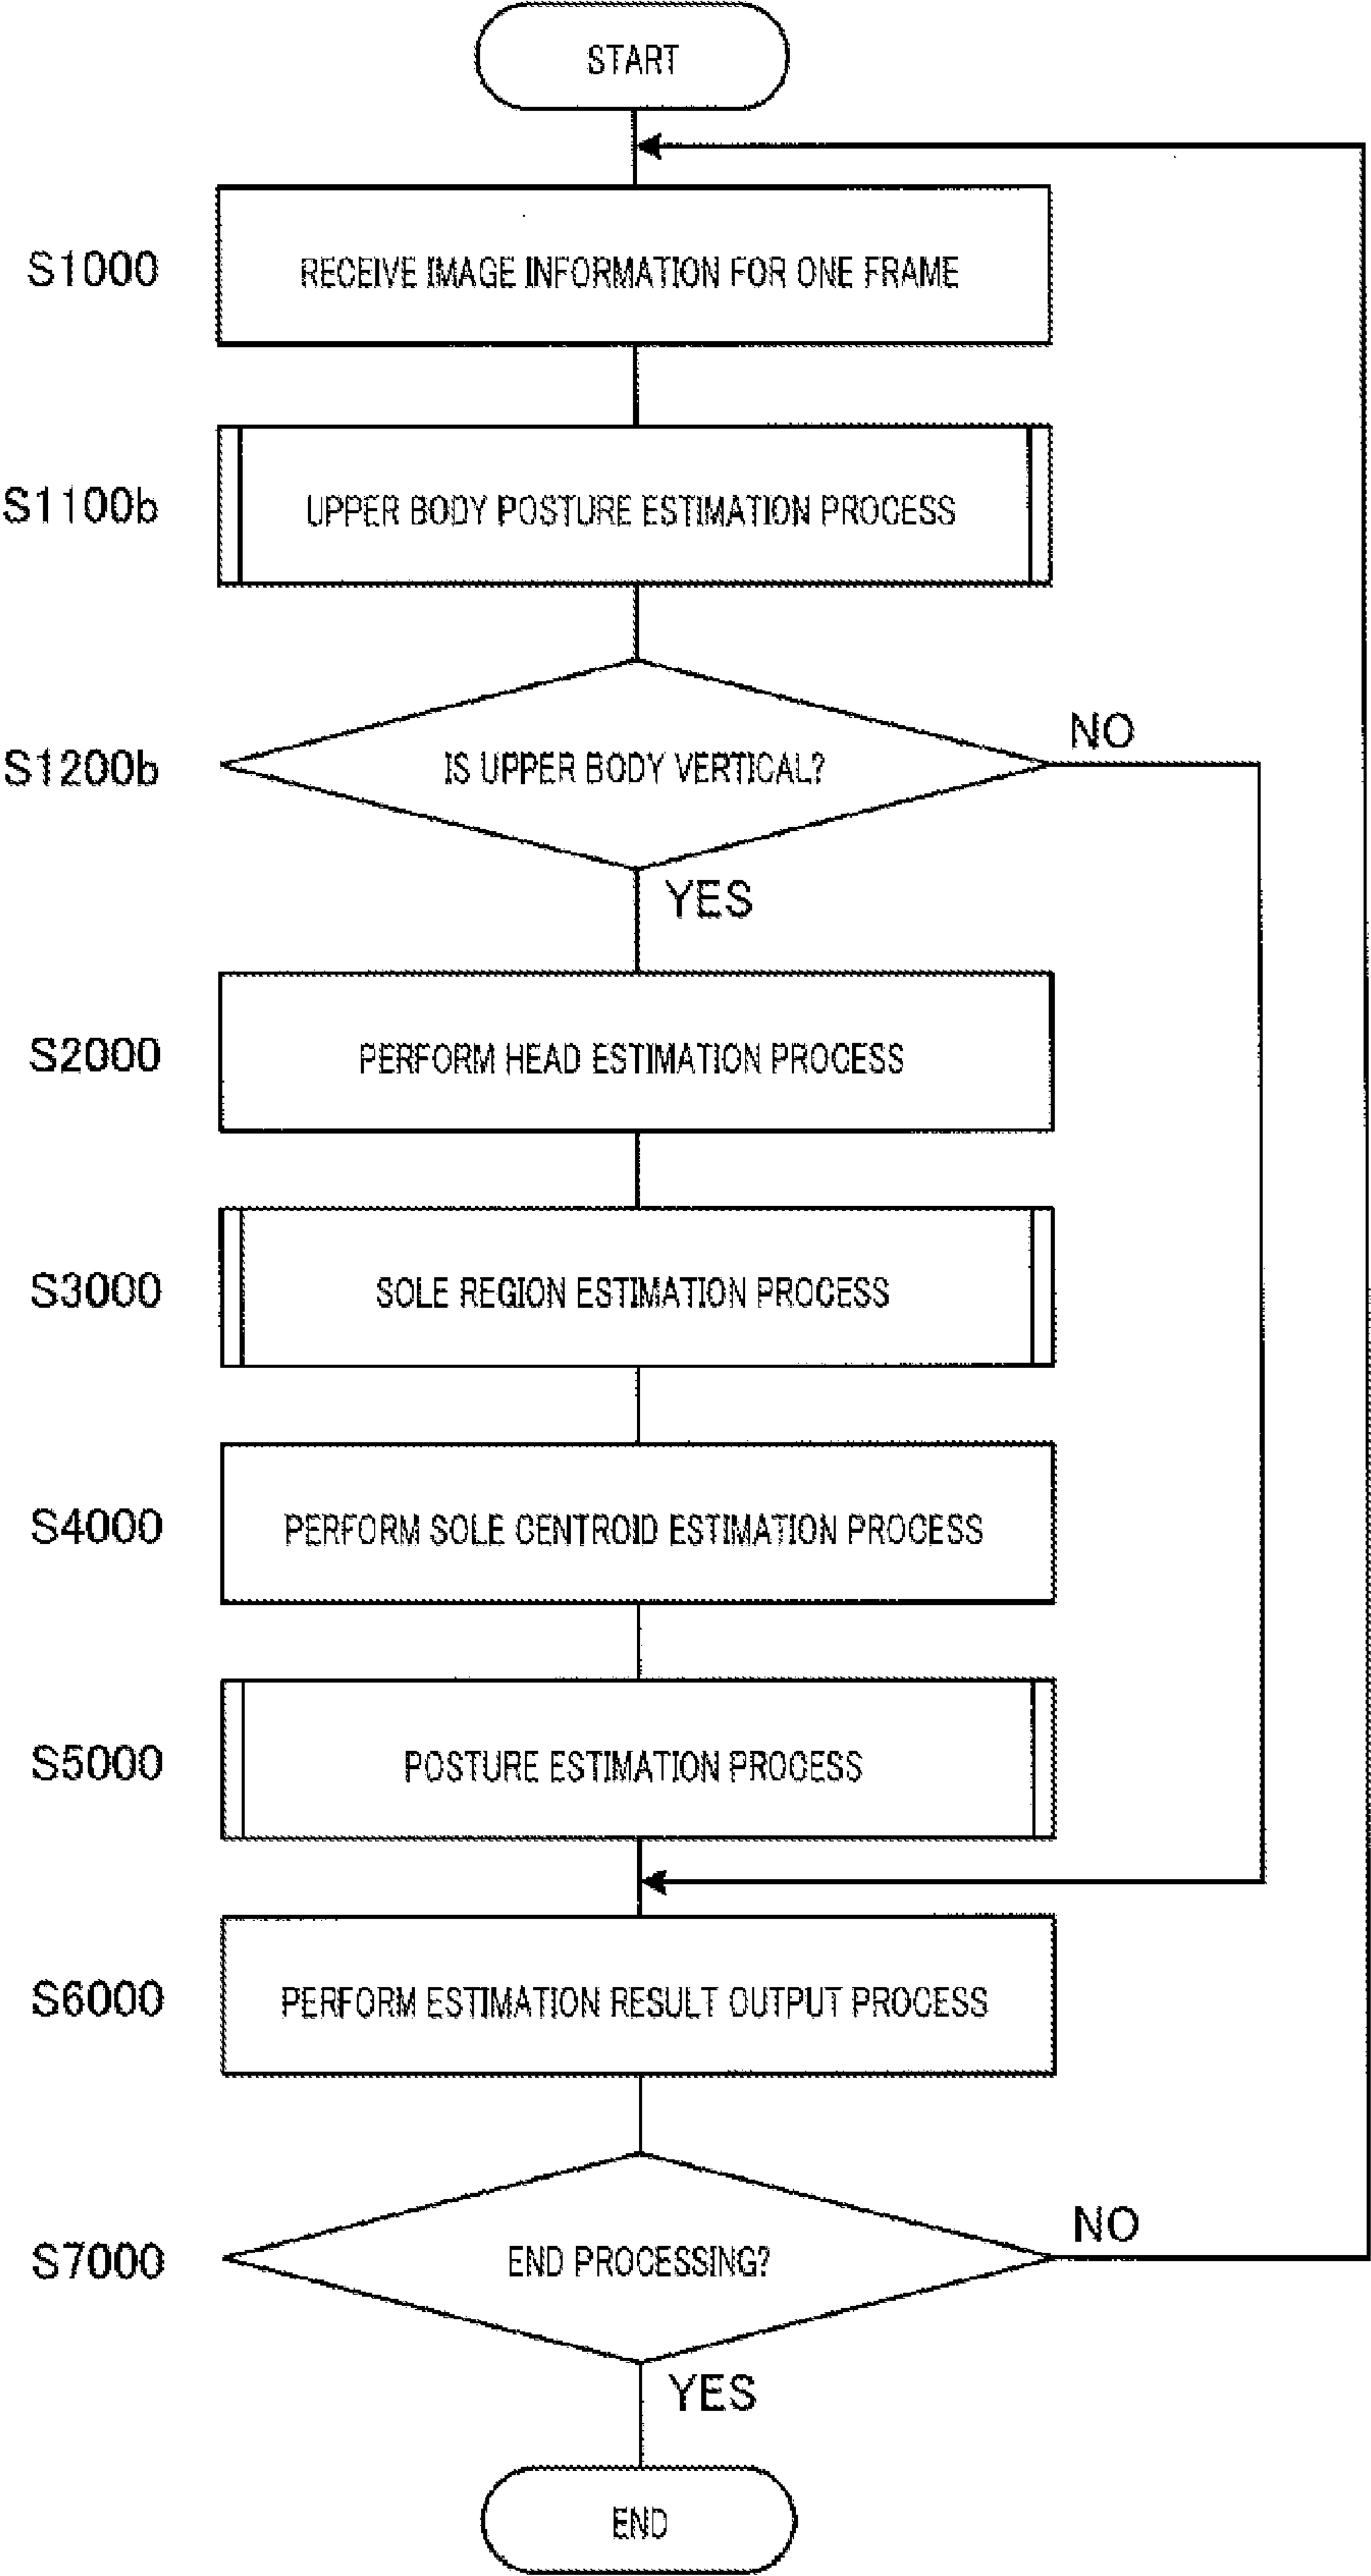 START
S1000
RECEIVE IMAGE INFORMATION FOR ONE FRAME
S1100b
UPPER BODY POSTURE ESTIMATION PROCESS
S1200b
IS UPPER BODY VERTICAL?
NO
YES
S2000
PERFORM HEAD ESTIMATION PROCESS
S3000
SOLE REGION ESTIMATION PROCESS
S4000
PERFORM SOLE CENTROID ESTIMATION PROCESS
S5000
POSTURE ESTIMATION PROCESS
S6000
PERFORM ESTIMATION RESULT OUTPUT PROCESS
S7000
END PROCESSING?
NO
YES
END